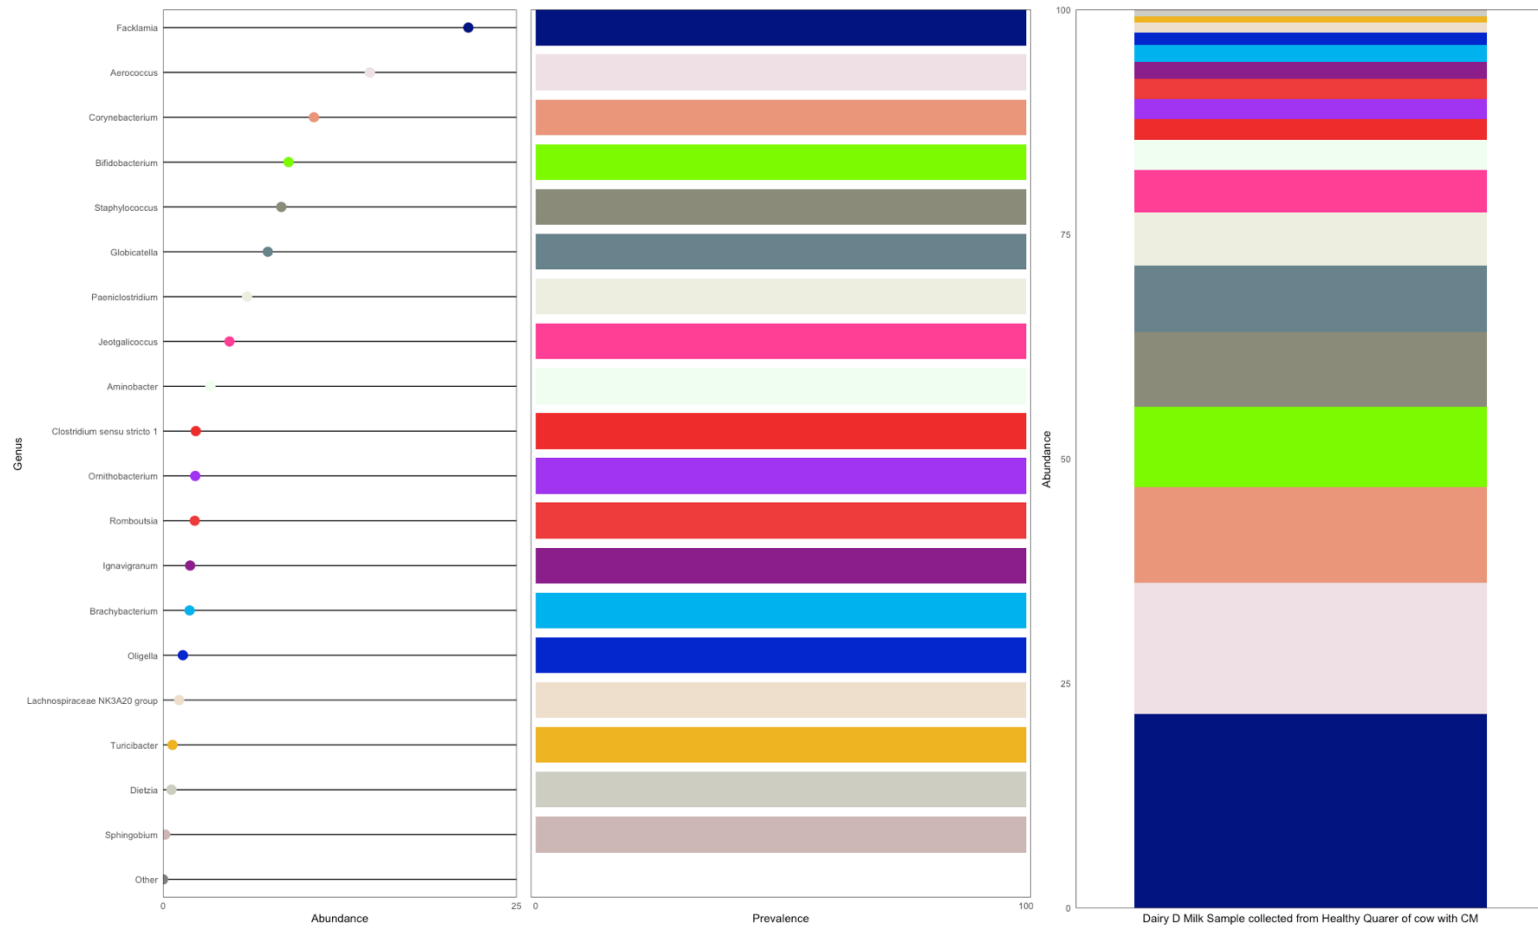 Genus
Facklamia
Aerococcus
Corynebacterium
Bifidobacterium
Staphylococcus
Globicatella
Paeniclostridium
Jeotgalicoccus
Aminobacter
Clostridium sensu stricto 1
Ornithobacterium
Romboutsia
Ignavigranum
Brachybacterium
Oligella
Lachnospiraceae NK3A20 group
Turicibacter
Dietzia
Sphingobium
Other
0
25
Abundance
0
100
Prevalence
Abundance
100
75
50
25
0
Dairy D Milk Sample collected from Healthy Quarer of cow with CM